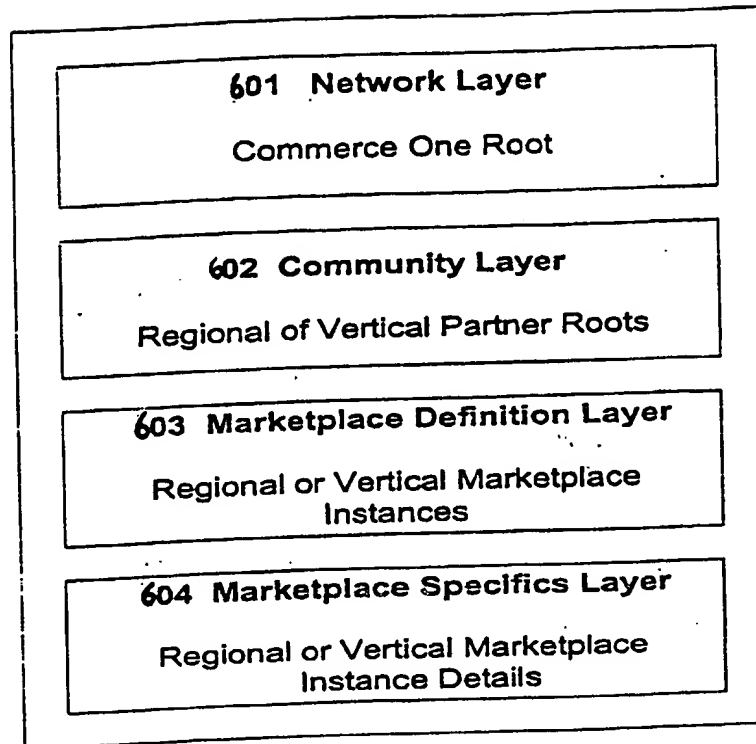 601 Network Layer
Commerce One Root
602 Community Layer
Regional of Vertical Partner Roots
603 Marketplace Definition Layer
Regional or Vertical Marketplace
Instances
604 Marketplace Specifics Layer
Regional or Vertical Marketplace
Instance Details